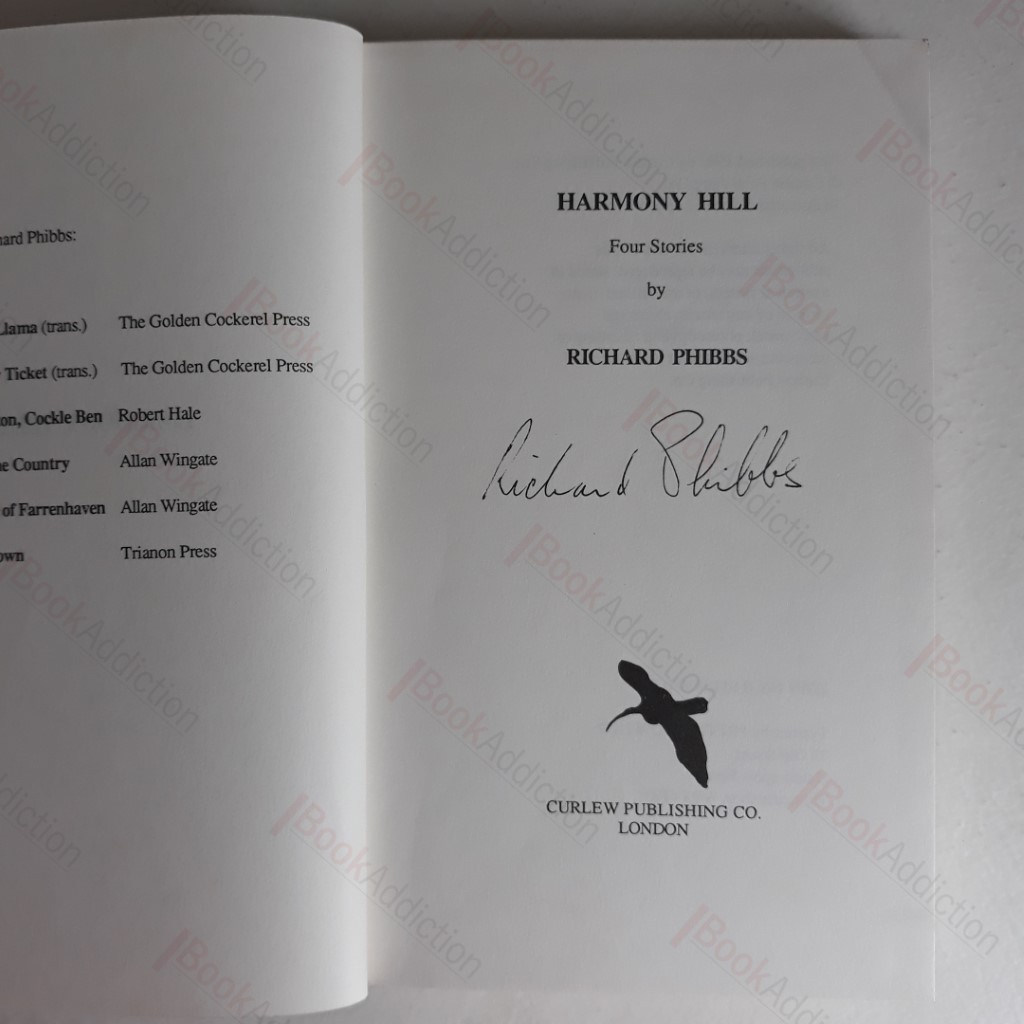 ard Phibbs:
Llama (trans.) The Golden Cockerel Press
Ticket (trans.) The Golden Cockerel Press
on, Cockle Ben Robert Hale
e Country Allan Wingate
of Farrenhaven Allan Wingate
own Trianon Press
HARMONY HILL
Four Stories
by
RICHARD PHIBBS
Richard Phibbs
CURLEW PUBLISHING CO.
LONDON
BookAddiction